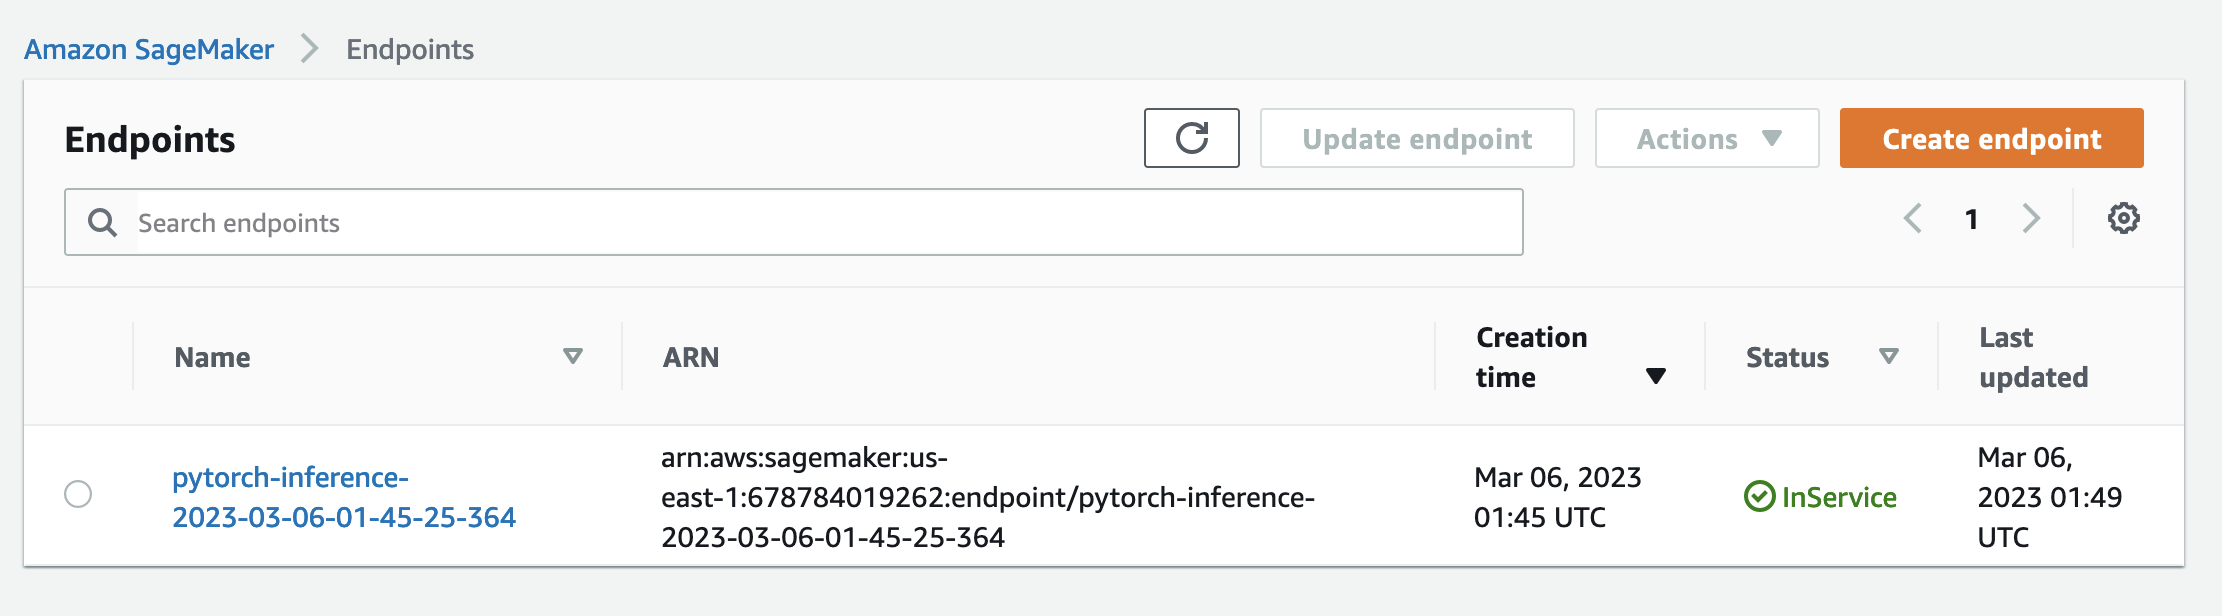 Amazon SageMaker > Endpoints
Endpoints
Update endpoint
Actions
Create endpoint
Search endpoints
1
Name
ARN
Creation
time
Status
Last
updated
pytorch-inference-
2023-03-06-01-45-25-364
arn:aws:sagemaker:us-
east-1:678784019262:endpoint/pytorch-inference-
2023-03-06-01-45-25-364
Mar 06, 2023
01:45 UTC
InService
Mar 06,
2023 01:49
UTC